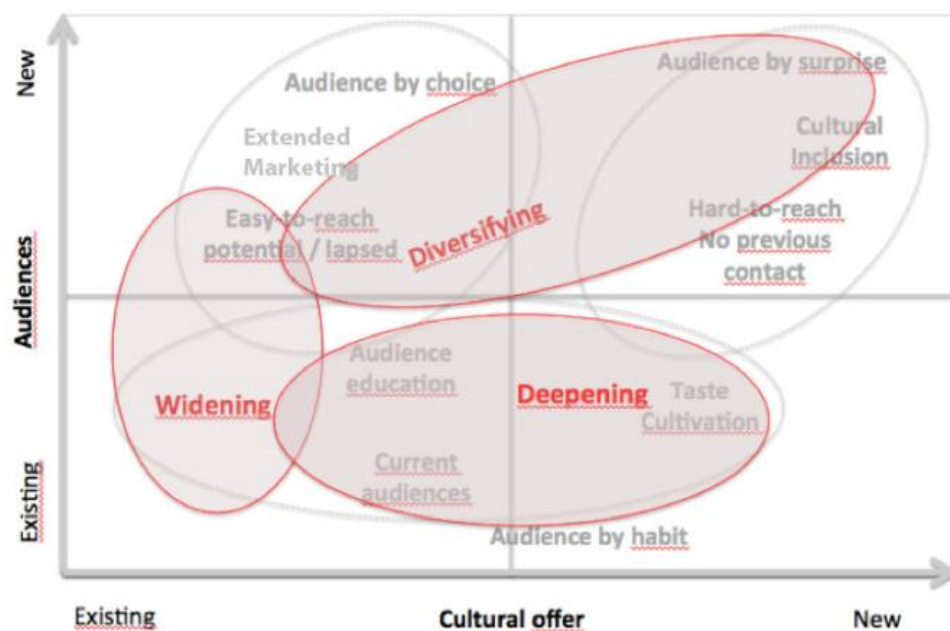 New
Audience by choice
Audience by surprise
Extended
Marketing
Cultural
Inclusion
Easy-to-reach
potential / lapsed
Diversifying
Hard-to-reach
No previous
contact
Audiences
Audience
education
Widening
Deepening
Taste
Cultivation
Current
audiences
Existing
Audience by habit
Existing
Cultural offer
New